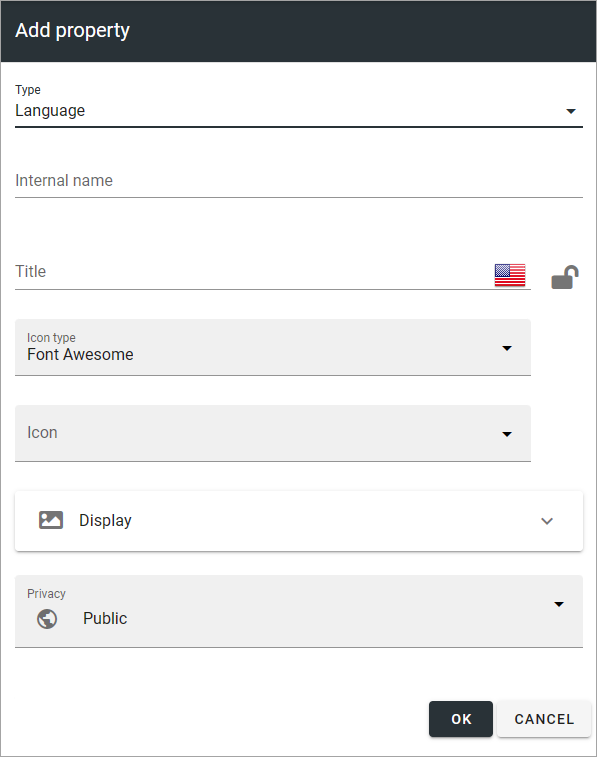 Add property
Type
Language
Internal name
Title
Icon type
Font Awesome
Icon
Display
Privacy
Public
OK CANCEL